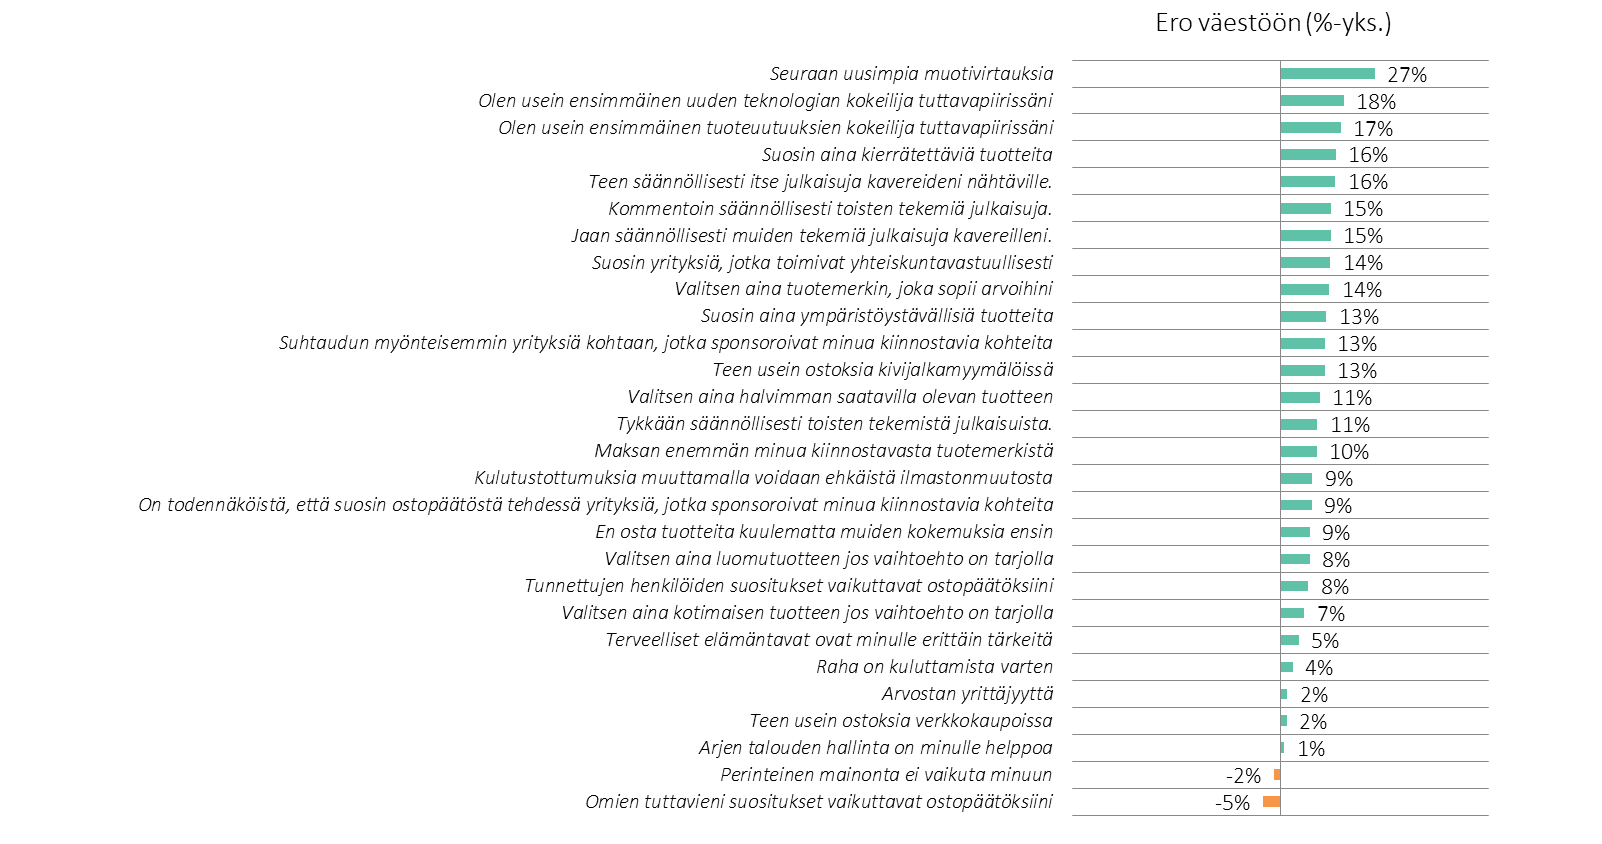 Ero väestöön (%-yks.)
Seuraan uusimpia muotivirtauksia 27%
Olen usein ensimmäinen uuden teknologian kokeilija tuttavapiirissäni 18%
Olen usein ensimmäinen tuoteuutuuksien kokeilija tuttavapiirissäni 17%
Suosin aina kierrätettäviä tuotteita 16%
Teen säännöllisesti itse julkaisuja kavereideni nähtäville. 16%
Kommentoin säännöllisesti toisten tekemiä julkaisuja. 15%
Jaan säännöllisesti muiden tekemiä julkaisuja kavereilleni. 15%
Suosin yrityksiä, jotka toimivat yhteiskuntavastuullisesti 14%
Valitsen aina tuotemerkin, joka sopii arvoihini 14%
Suosin aina ympäristöystävällisiä tuotteita 13%
Suhtaudun myönteisemmin yrityksiä kohtaan, jotka sponsoroivat minua kiinnostavia kohteita 13%
Teen usein ostoksia kivijalkamyymälöissä 13%
Valitsen aina halvimman saatavilla olevan tuotteen 11%
Tykkään säännöllisesti toisten tekemistä julkaisuista. 11%
Maksan enemmän minua kiinnostavasta tuotemerkistä 10%
Kulutustottumuksia muuttamalla voidaan ehkäistä ilmastonmuutosta 9%
On todennäköistä, että suosin ostopäätöstä tehdessä yrityksiä, jotka sponsoroivat minua kiinnostavia kohteita 9%
En osta tuotteita kuulematta muiden kokemuksia ensin 9%
Valitsen aina luomutuotteen jos vaihtoehto on tarjolla 8%
Tunnettujen henkilöiden suositukset vaikuttavat ostopäätöksiini 8%
Valitsen aina kotimaisen tuotteen jos vaihtoehto on tarjolla 7%
Terveelliset elämäntavat ovat minulle erittäin tärkeitä 5%
Raha on kuluttamista varten 4%
Arvostan yrittäjyyttä 2%
Teen usein ostoksia verkkokaupoissa 2%
Arjen talouden hallinta on minulle helppoa 1%
Perinteinen mainonta ei vaikuta minuun -2%
Omien tuttavieni suositukset vaikuttavat ostopäätöksiini -5%